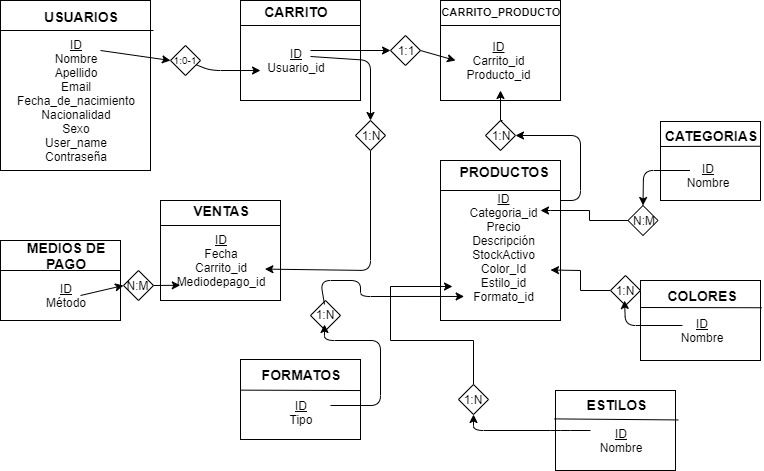 USUARIOS
ID
Nombre
Apellido
Email
Fecha_de_nacimiento
Nacionalidad
Sexo
User_name
Contraseña
1:0-1
CARRITO
ID
Usuario_id
1:1
CARRITO_PRODUCTO
ID
Carrito_id
Producto_id
1:N
1:N
CATEGORIAS
ID
Nombre
N:M
PRODUCTOS
ID
Categoria_id
Precio
Descripción
StockActivo
Color_Id
Estilo_id
Formato_id
VENTAS
ID
Fecha
Carrito_id
Mediodepago_id
MEDIOS DE
PAGO
ID
Método
N:M
1:N
1:N
COLORES
ID
Nombre
FORMATOS
ID
Tipo
1:N
ESTILOS
ID
Nombre